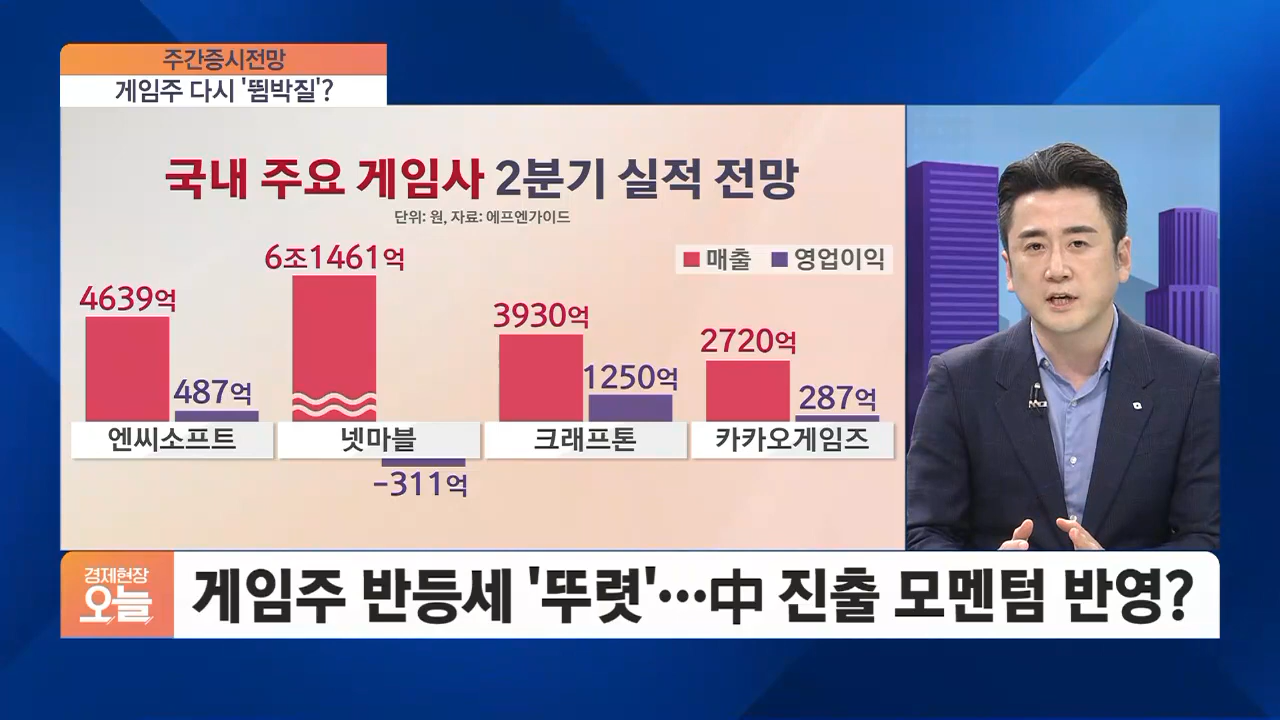 주간증시전망
게임주 다시 '뜀박질'?
국내 주요 게임사 2분기 실적 전망
단위: 원, 자료: 에프엔가이드
매출 영업이익
4639억
487억
엔씨소프트
6조1461억
-311억
넷마블
3930억
1250억
크래프톤
2720억
287억
카카오게임즈
경제현장
오늘
게임주 반등세 '뚜렷'…中 진출 모멘텀 반영?